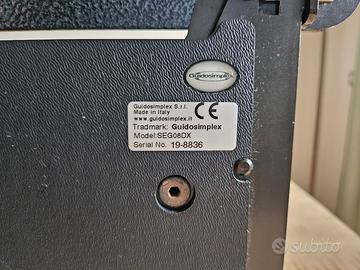 Guidosimplex
Guidosimplex S.r.l.
Made in Italy
www.guidosimplex.it
CE
Tradmark: Guidosimplex
Model:SEG08DX
Serial No. 19-8836
subito